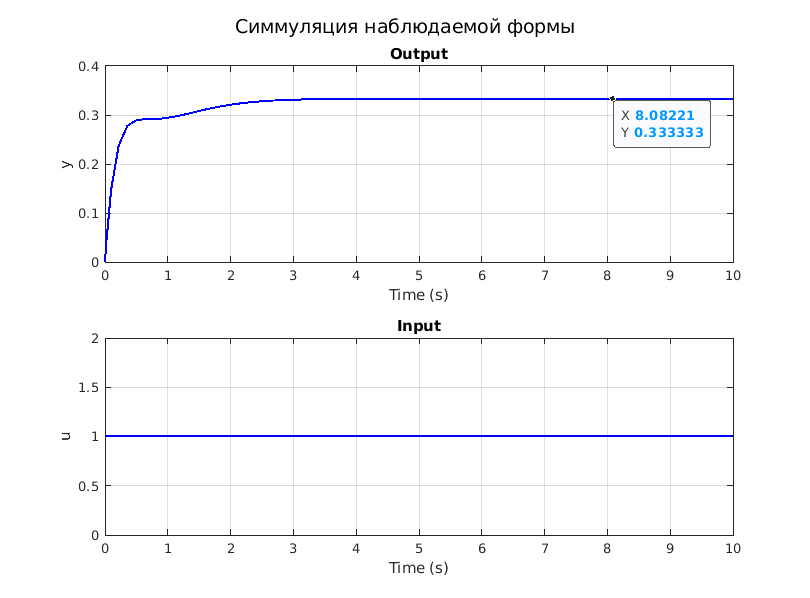 Симмуляция наблюдаемой формы
Output
0.4
0.3
0.2
0.1
0
y
X 8.08221
Y 0.333333
0 1 2 3 4 5 6 7 8 9 10
Time (s)
Input
2
1.5
1
0.5
0
u
0 1 2 3 4 5 6 7 8 9 10
Time (s)